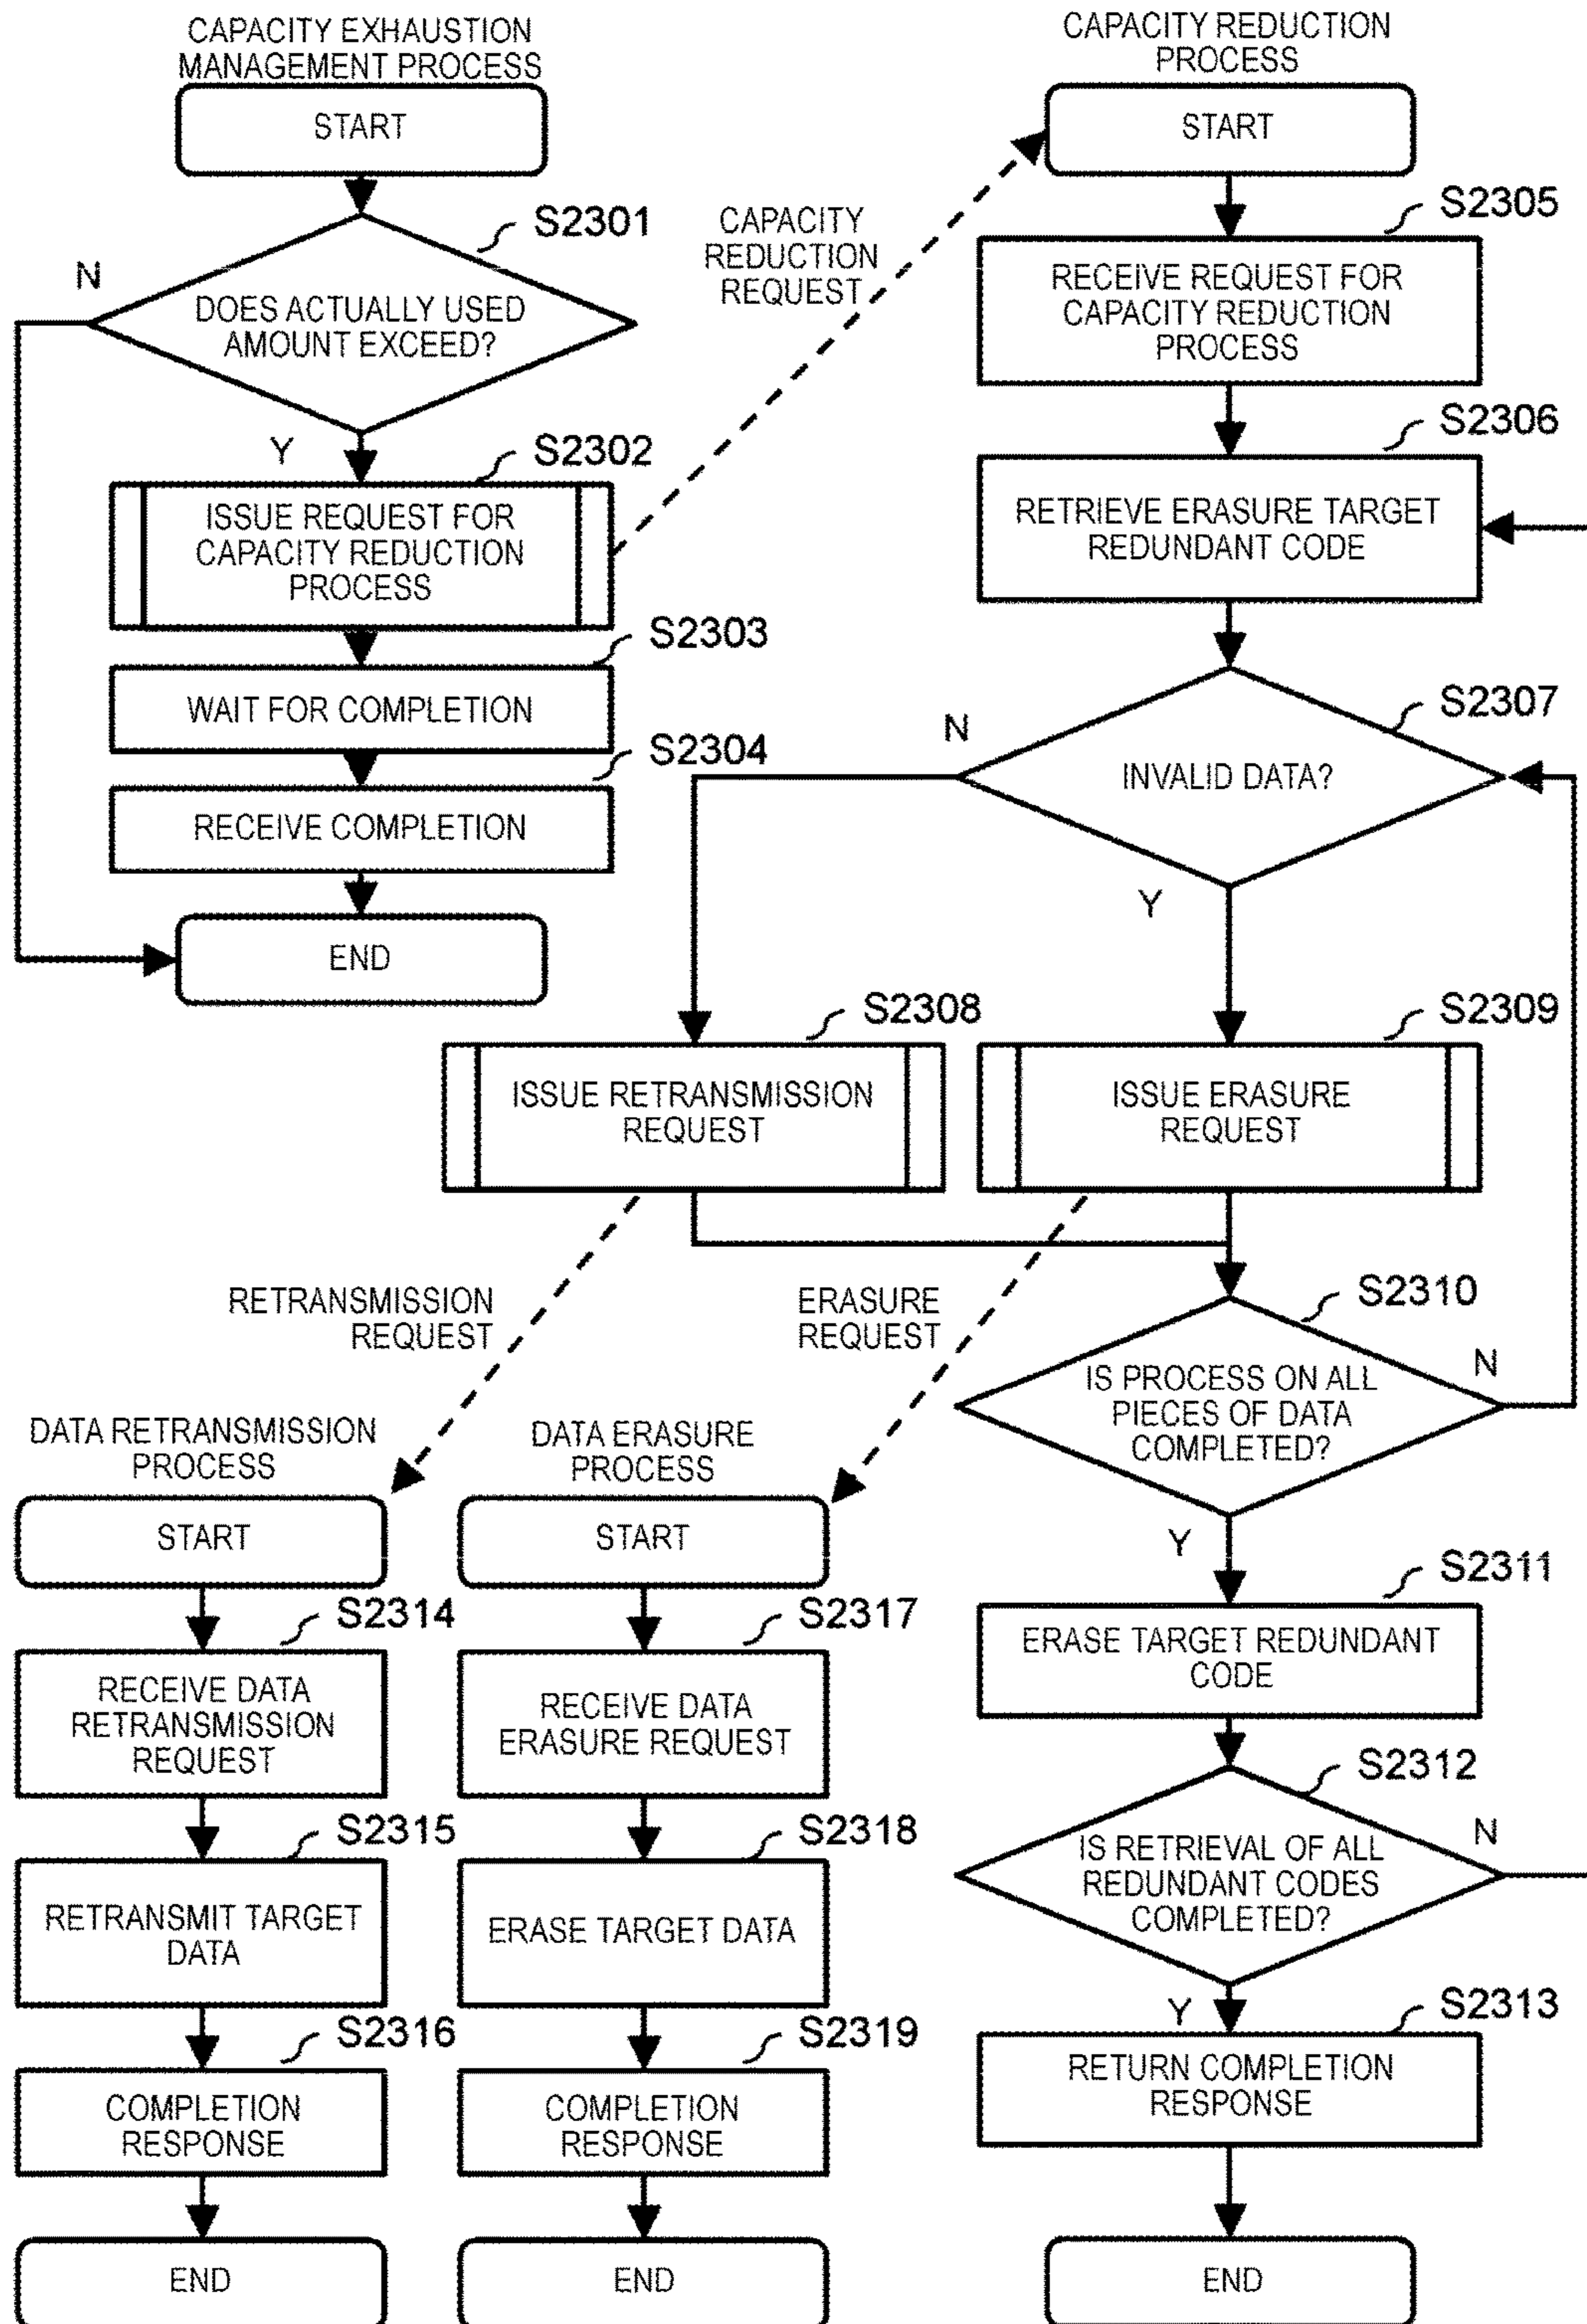 CAPACITY EXHAUSTION
MANAGEMENT PROCESS
START
S2301
N
DOES ACTUALLY USED
AMOUNT EXCEED?
Y
S2302
ISSUE REQUEST FOR
CAPACITY REDUCTION
PROCESS
S2303
WAIT FOR COMPLETION
S2304
RECEIVE COMPLETION
END
CAPACITY
REDUCTION
REQUEST
CAPACITY REDUCTION
PROCESS
START
S2305
RECEIVE REQUEST FOR
CAPACITY REDUCTION
PROCESS
S2306
RETRIEVE ERASURE TARGET
REDUNDANT CODE
S2307
N
INVALID DATA?
Y
S2308
ISSUE RETRANSMISSION
REQUEST
S2309
ISSUE ERASURE
REQUEST
RETRANSMISSION
REQUEST
ERASURE
REQUEST
S2310
N
IS PROCESS ON ALL
PIECES OF DATA
COMPLETED?
Y
S2311
ERASE TARGET REDUNDANT
CODE
S2312
N
IS RETRIEVAL OF ALL
REDUNDANT CODES
COMPLETED?
Y
S2313
RETURN COMPLETION
RESPONSE
END
DATA RETRANSMISSION
PROCESS
START
S2314
RECEIVE DATA
RETRANSMISSION
REQUEST
S2315
RETRANSMIT TARGET
DATA
S2316
COMPLETION
RESPONSE
END
DATA ERASURE
PROCESS
START
S2317
RECEIVE DATA
ERASURE REQUEST
S2318
ERASE TARGET DATA
S2319
COMPLETION
RESPONSE
END